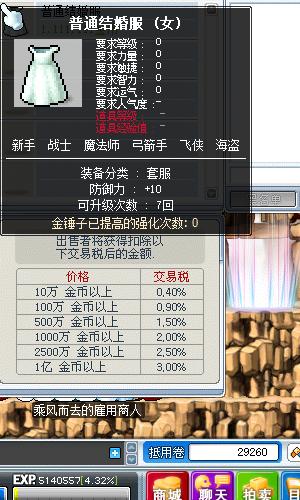 普通结婚服
普通结婚服 (女)
要求等级 : 0
要求力量 : 0
要求敏捷 : 0
要求智力 : 0
要求运气 : 0
要求人气度 : -
道具等级 : -
道具经验值 : -
新手 战士 魔法师 弓箭手 飞侠 海盗
装备分类 : 套服
防御力 : +10
可升级次数 : 7回
金锤子已提高的强化次数: 0
出售者将获得扣除以
下交易税后的金额.
价格 交易税
10万 金币以上 0,40%
100万 金币以上 0,90%
500万 金币以上 1,50%
1000万 金币以上 2,00%
2500万 金币以上 2,50%
1亿 金币以上 3,00%
乘风而去的雇用商人
抵用卷 29260
EXP. 5140557[4.32%]
商城 聊天 拍卖